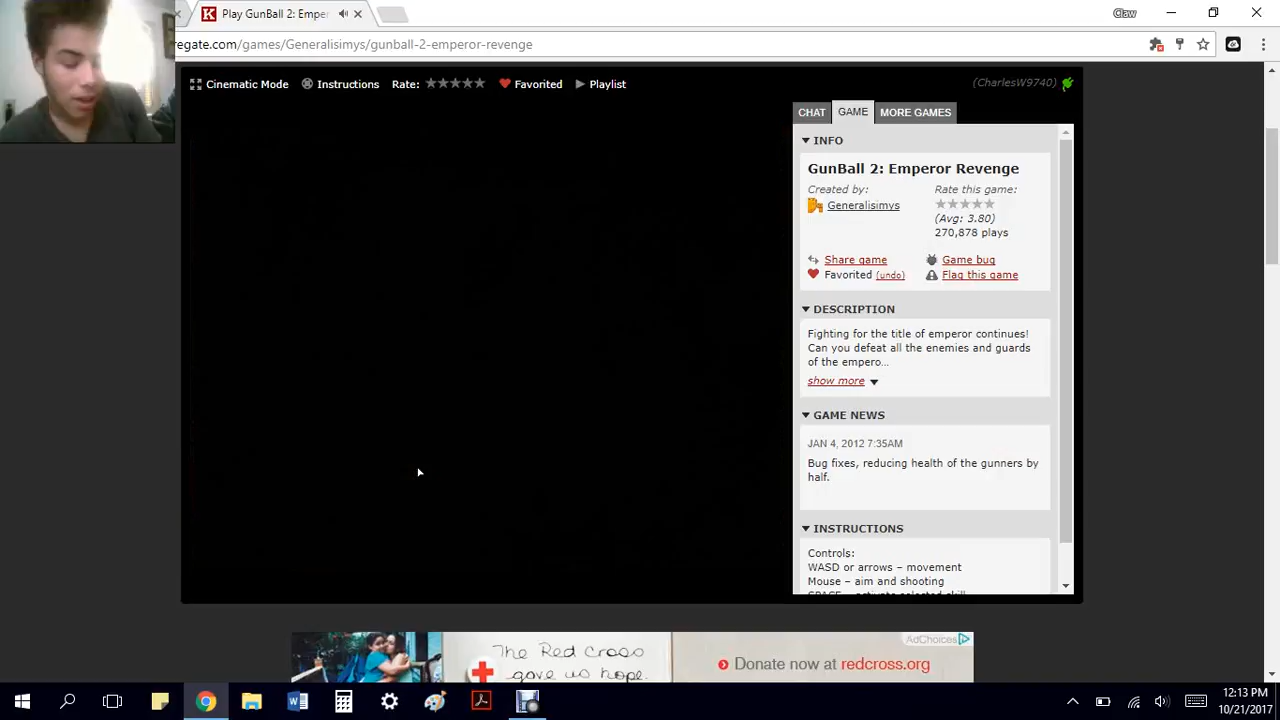 Play GunBall 2: Emper
Claw
regate.com/games/Generalisimys/gunball-2-emperor-revenge
Cinematic Mode Instructions Rate: Favorited Playlist
(CharlesW9740)
CHAT GAME MORE GAMES
INFO
GunBall 2: Emperor Revenge
Created by: Rate this game:
Generalisimys
(Avg: 3.80)
270,878 plays
Share game Game bug
Favorited (undo) Flag this game
DESCRIPTION
Fighting for the title of emperor continues!
Can you defeat all the enemies and guards
of the empero...
show more
GAME NEWS
JAN 4, 2012 7:35AM
Bug fixes, reducing health of the gunners by
half.
INSTRUCTIONS
Controls:
WASD or arrows – movement
Mouse – aim and shooting
SPACE – activate selected skill
AdChoices
The Red Cross
gave us hope.
Donate now at redcross.org
12:13 PM
10/21/2017